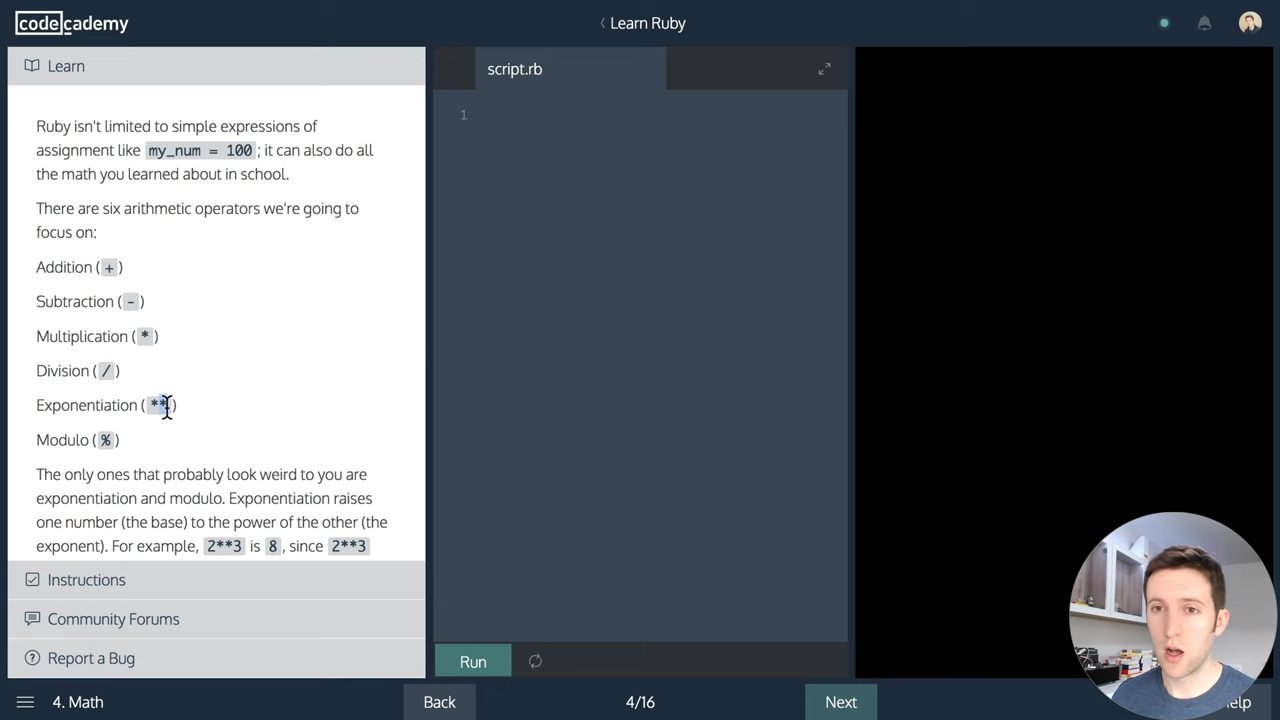 codecademy
Learn Ruby
Learn
script.rb
Ruby isn't limited to simple expressions of
assignment like my_num = 100; it can also do all
the math you learned about in school.
There are six arithmetic operators we're going to
focus on:
Addition (+)
Subtraction (-)
Multiplication (*)
Division (/)
Exponentiation (**)
Modulo (%)
The only ones that probably look weird to you are
exponentiation and modulo. Exponentiation raises
one number (the base) to the power of the other (the
exponent). For example, 2**3 is 8, since 2**3
1
Instructions
Community Forums
Report a Bug
Run
4. Math
Back
4/16
Next